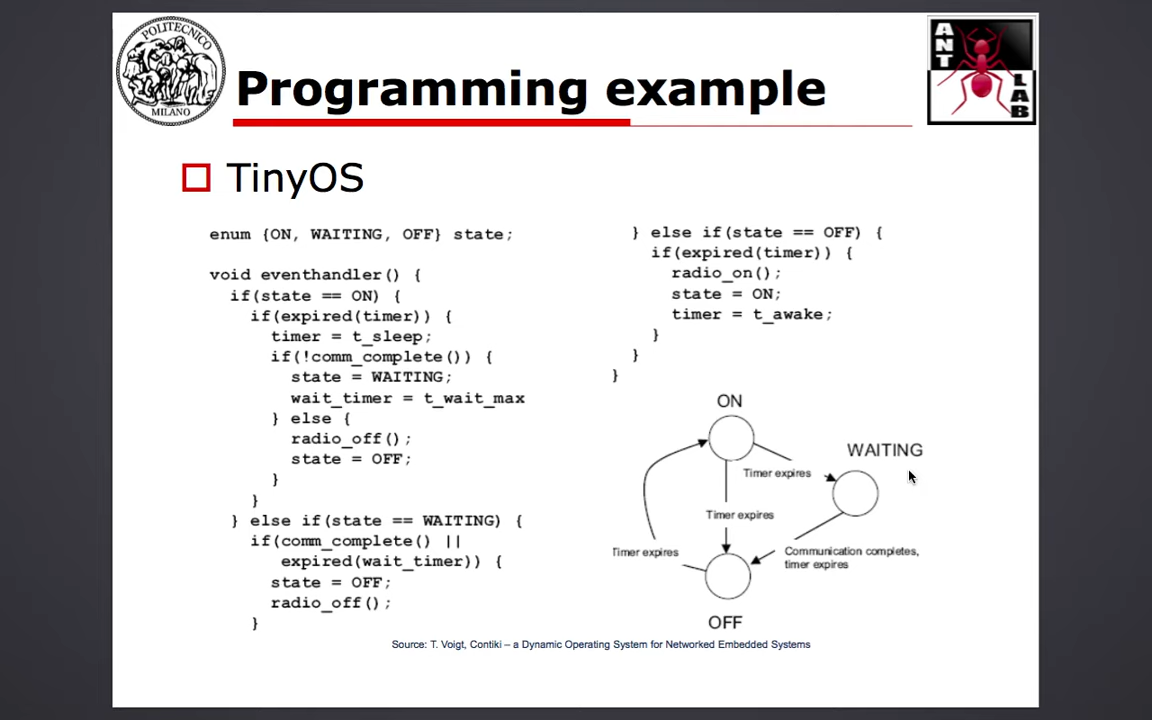 POLITECNICO
MILANO
Programming example
ANT
LAB
TinyOS
enum {ON, WAITING, OFF} state;
void eventhandler() {
if(state == ON) {
if(expired(timer)) {
timer = t_sleep;
if(!comm_complete()) {
state = WAITING;
wait_timer = t_wait_max
} else {
radio_off();
state = OFF;
}
}
} else if(state == WAITING) {
if(comm_complete() ||
expired(wait_timer)) {
state = OFF;
radio_off();
}
} else if(state == OFF) {
if(expired(timer)) {
radio_on();
state = ON;
timer = t_awake;
}
}
}
ON
WAITING
Timer expires
Timer expires
Timer expires
Communication completes,
timer expires
OFF
Source: T. Voigt, Contiki – a Dynamic Operating System for Networked Embedded Systems